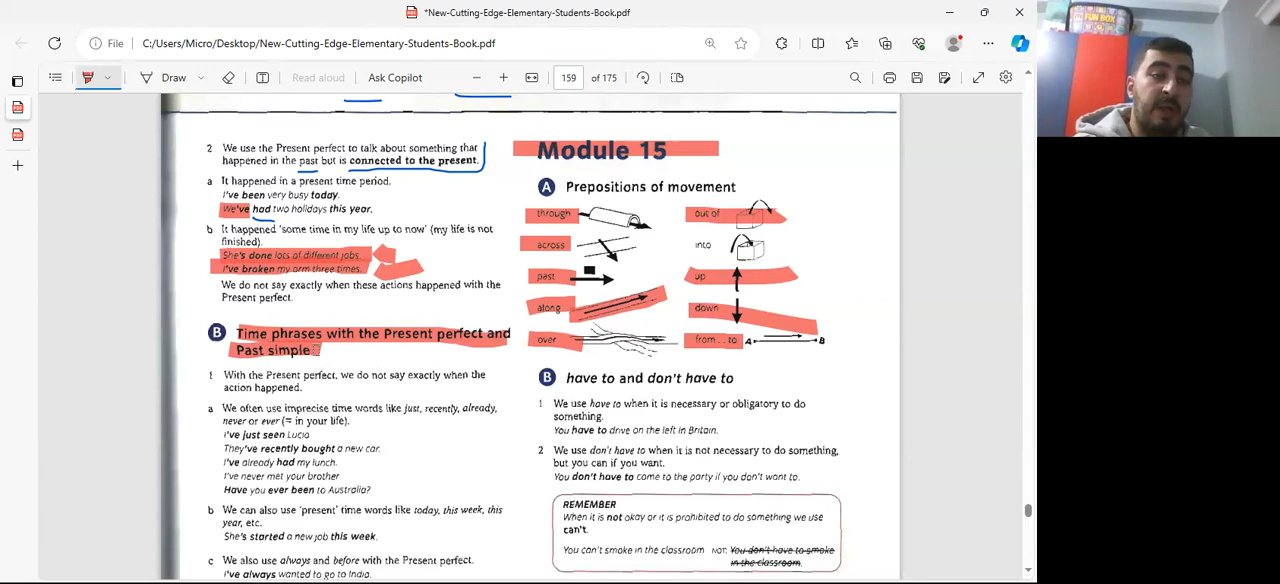 *New-Cutting-Edge-Elementary-Students-Book.pdf
File
C:/Users/Micro/Desktop/New-Cutting-Edge-Elementary-Students-Book.pdf
Draw
Read aloud
Ask Copilot
159
of 175
FUN BOX
2 We use the Present perfect to talk about something that
happened in the past but is connected to the present.
a It happened in a present time period.
I've been very busy today.
We've had two holidays this year.
b It happened 'some time in my life up to now' (my life is not
finished).
She's done lots of different jobs.
I've broken my arm three times.
We do not say exactly when these actions happened with the
Present perfect.
B Time phrases with the Present perfect and
Past simple
1 With the Present perfect, we do not say exactly when the
action happened.
a We often use imprecise time words like just, recently, already,
never or ever (= in your life).
I've just seen Lucia
They've recently bought a new car.
I've already had my lunch.
I've never met your brother
Have you ever been to Australia?
b We can also use 'present' time words like today, this week, this
year, etc.
She's started a new job this week.
c We also use always and before with the Present perfect.
I've always wanted to go to India.
Module 15
A Prepositions of movement
through
out of
across
into
past
up
along
down
over
from . . to A B
B have to and don't have to
1 We use have to when it is necessary or obligatory to do
something.
You have to drive on the left in Britain.
2 We use don't have to when it is not necessary to do something,
but you can if you want.
You don't have to come to the party if you don't want to.
REMEMBER
When it is not okay or it is prohibited to do something we use
can't.
You can't smoke in the classroom NOT: You don't have to smoke
in the classroom.